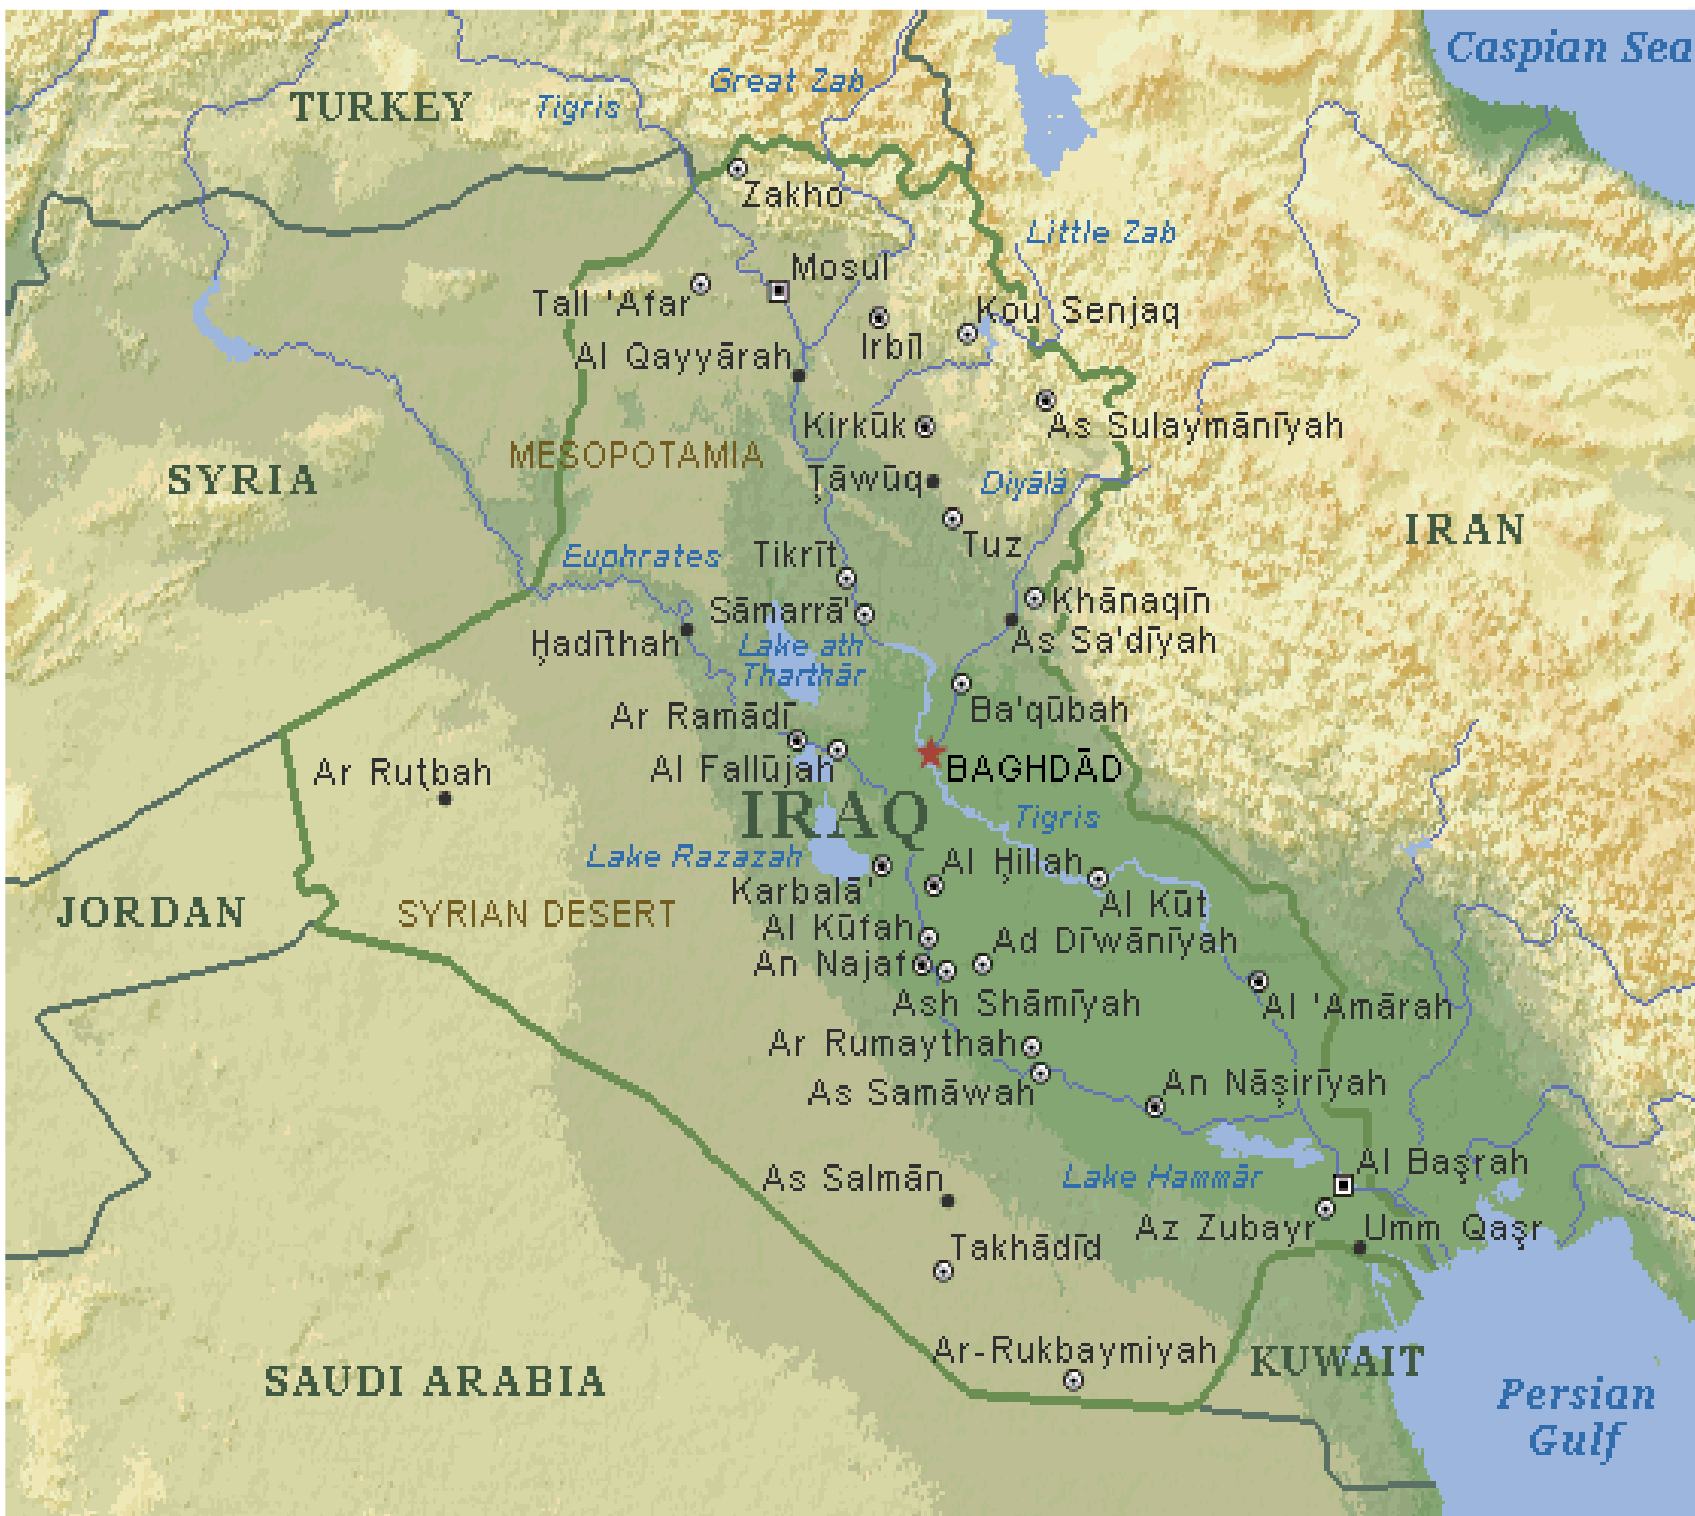 Caspian Sea
Great Zab
TURKEY
Tigris
Zakho
Little Zab
Mosul
Tall 'Afar
Kou Senjaq
Irbīl
Al Qayyārah
Kirkūk
As Sulaymānīyah
MESOPOTAMIA
SYRIA
Ţāwūq
Diyālá
IRAN
Tuz
Euphrates
Tikrīt
Sāmarrā'
Khānaqīn
Ḩadīthah
As Sa'dīyah
Lake ath
Tharthār
Ar Ramādī
Ba'qūbah
Ar Ruţbah
Al Fallūjah
BAGHDĀD
IRAQ
Tigris
Lake Razazah
Al Ḩillah
Karbalā'
Al Kūt
JORDAN
SYRIAN DESERT
Al Kūfah
Ad Dīwānīyah
An Najaf
Ash Shāmīyah
Al 'Amārah
Ar Rumaythah
As Samāwah
An Nāşirīyah
Al Başrah
As Salmān
Lake Hammār
Az Zubayr
Umm Qaşr
Takhādīd
Ar-Rukbaymiyah
KUWAIT
SAUDI ARABIA
Persian
Gulf